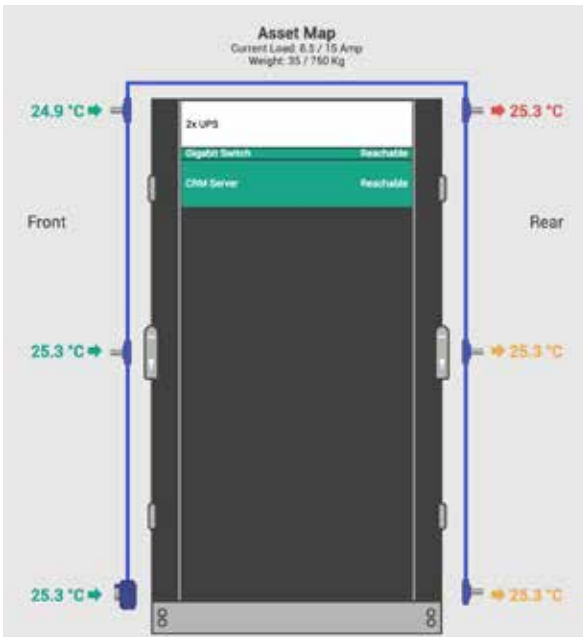 Asset Map
Current Load: 6.5 / 15 Amp
Weight: 35 / 750 Kg
24.9 °C
25.3 °C
2x UPS
Gigabit Switch Reachable
CRM Server Reachable
Front
Rear
25.3 °C
25.3 °C
25.3 °C
25.3 °C